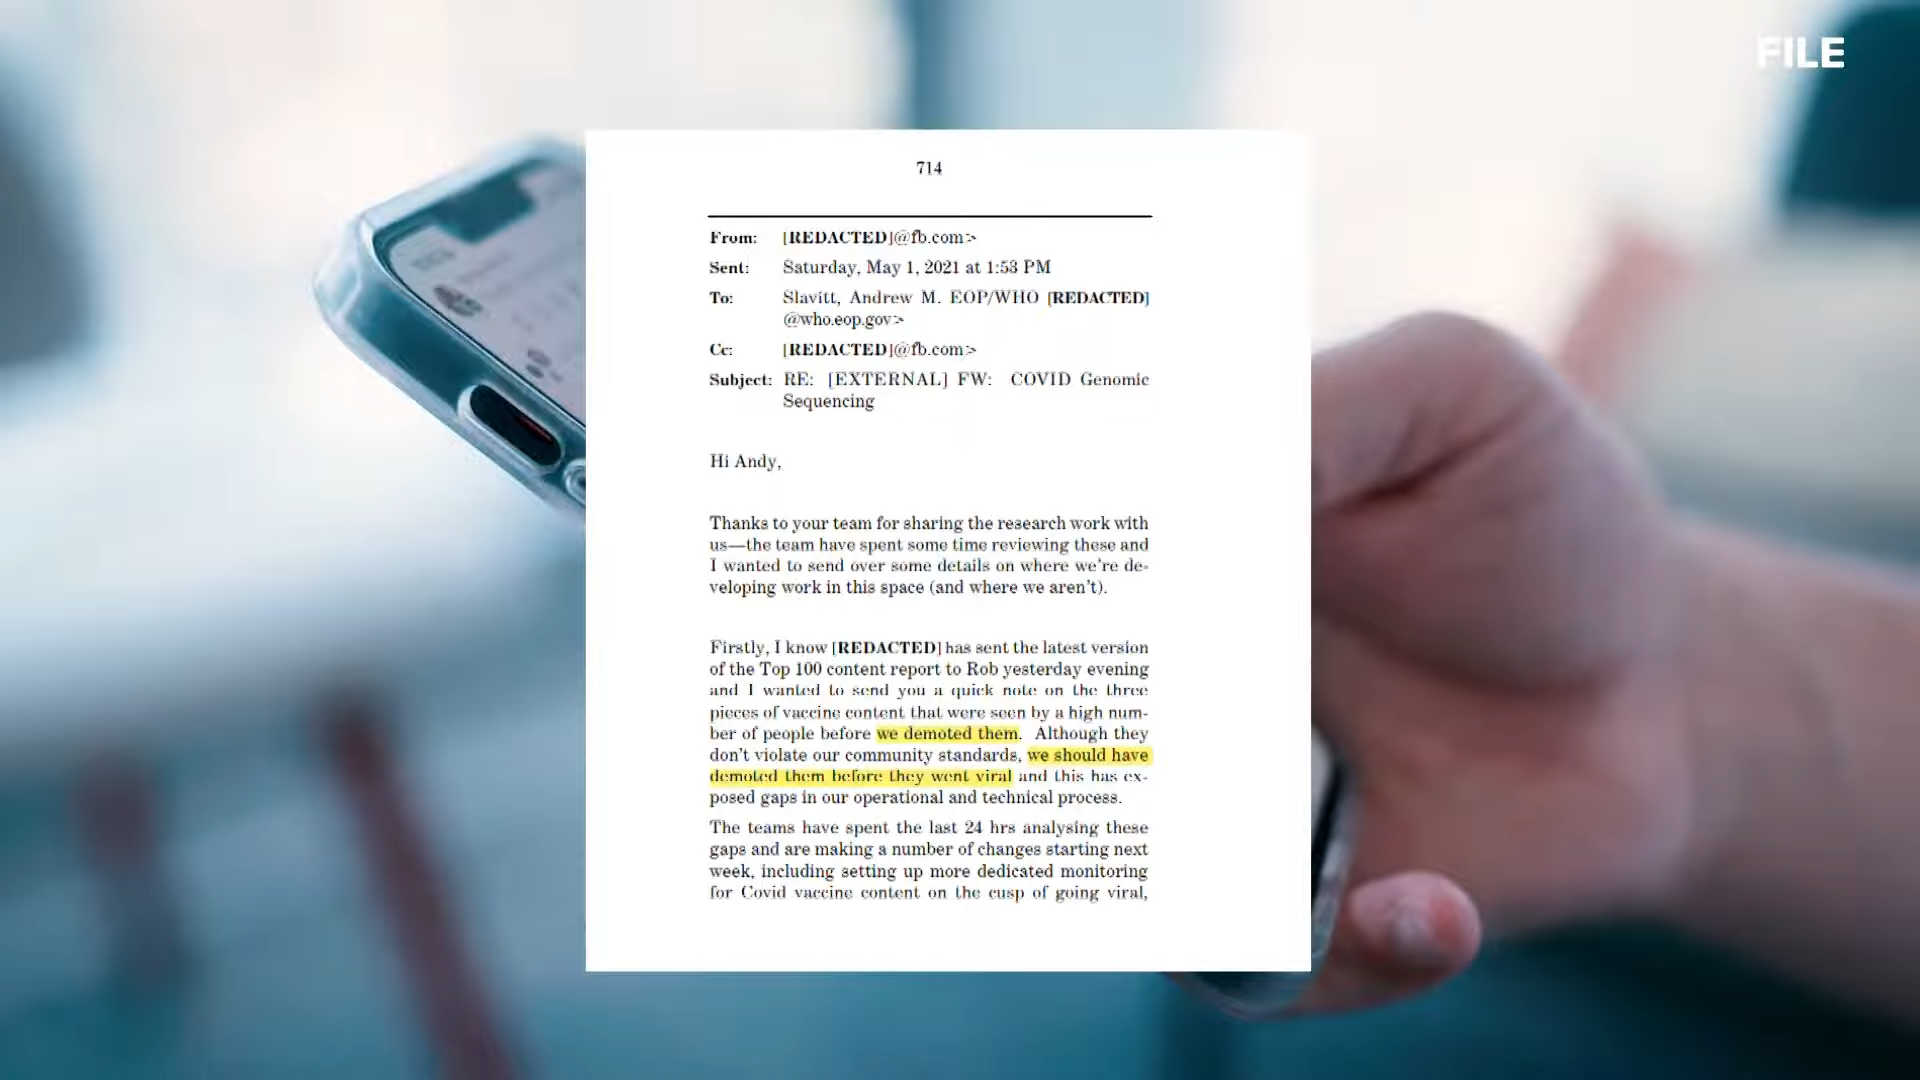 FILE
714
From: [REDACTED]@fb.com>
Sent: Saturday, May 1, 2021 at 1:53 PM
To: Slavitt, Andrew M. EOP/WHO [REDACTED]
@who.eop.gov>
Cc: [REDACTED]@fb.com>
Subject: RE: [EXTERNAL] FW: COVID Genomic
Sequencing
Hi Andy,
Thanks to your team for sharing the research work with
us—the team have spent some time reviewing these and
I wanted to send over some details on where we're de-
veloping work in this space (and where we aren't).
Firstly, I know [REDACTED] has sent the latest version
of the Top 100 content report to Rob yesterday evening
and I wanted to send you a quick note on the three
pieces of vaccine content that were seen by a high num-
ber of people before we demoted them. Although they
don't violate our community standards, we should have
demoted them before they went viral and this has ex-
posed gaps in our operational and technical process.
The teams have spent the last 24 hrs analysing these
gaps and are making a number of changes starting next
week, including setting up more dedicated monitoring
for Covid vaccine content on the cusp of going viral,